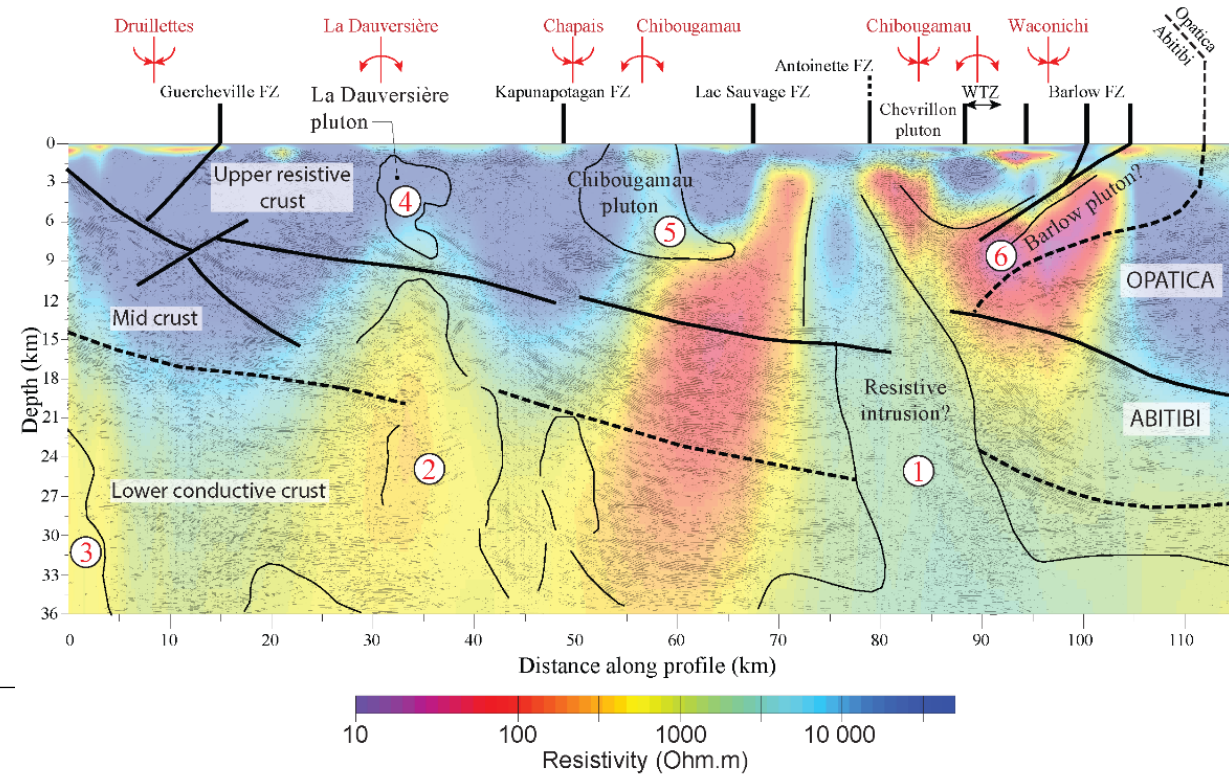 Druillettes
La Dauversière
Chapais
Chibougamau
Chibougamau
Waconichi
Opatica
Abitibi
Guercheville FZ
La Dauversière
pluton
Kapunapotagan FZ
Lac Sauvage FZ
Antoinette FZ
Chevrillon
pluton
WTZ
Barlow FZ
0
3
6
9
12
15
18
21
24
27
30
33
36
Depth (km)
Upper resistive
crust
4
Chibougamau
pluton
5
Barlow pluton?
6
OPATICA
Mid crust
Resistive
intrusion?
ABITIBI
1
2
Lower conductive crust
3
0 10 20 30 40 50 60 70 80 90 100 110
Distance along profile (km)
10 100 1000 10 000
Resistivity (Ohm.m)